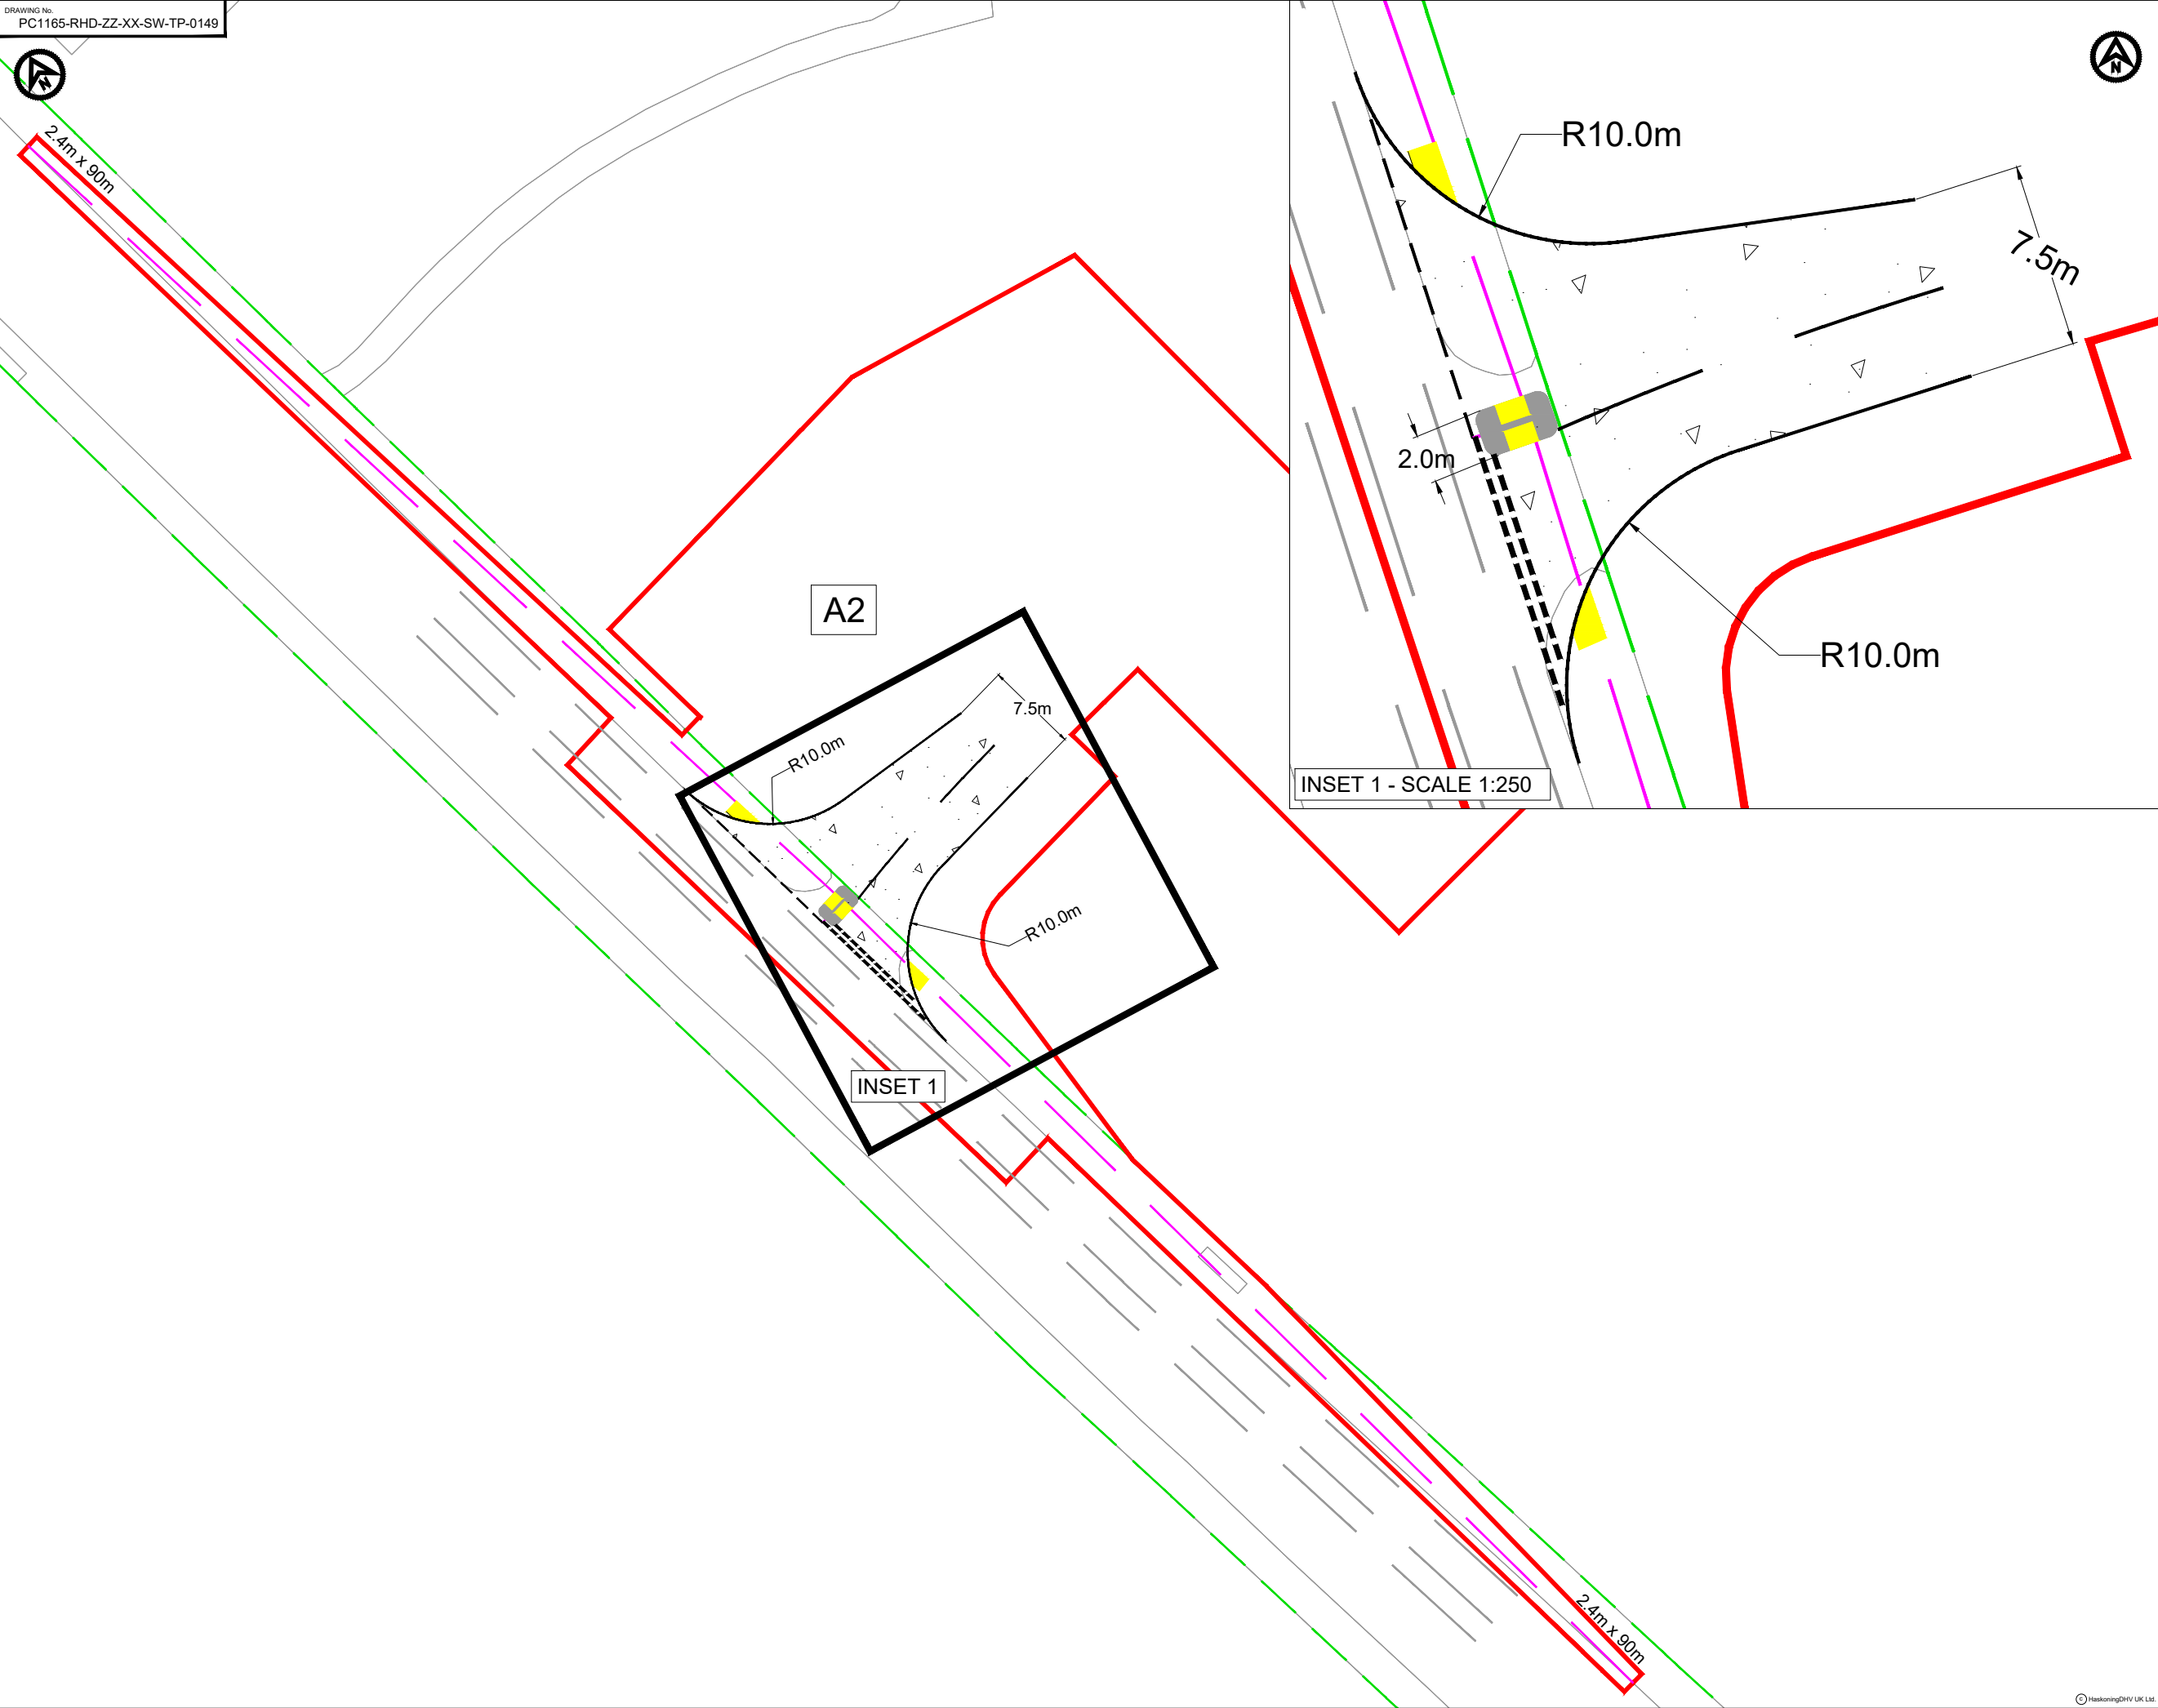 DRAWING No.
PC1165-RHD-ZZ-XX-SW-TP-0149
N
N
2.4m x 90m
R10.0m
7.5m
2.0m
R10.0m
INSET 1 - SCALE 1:250
A2
7.5m
R10.0m
R10.0m
INSET 1
2.4m x 90m
© HaskoningDHV UK Ltd.